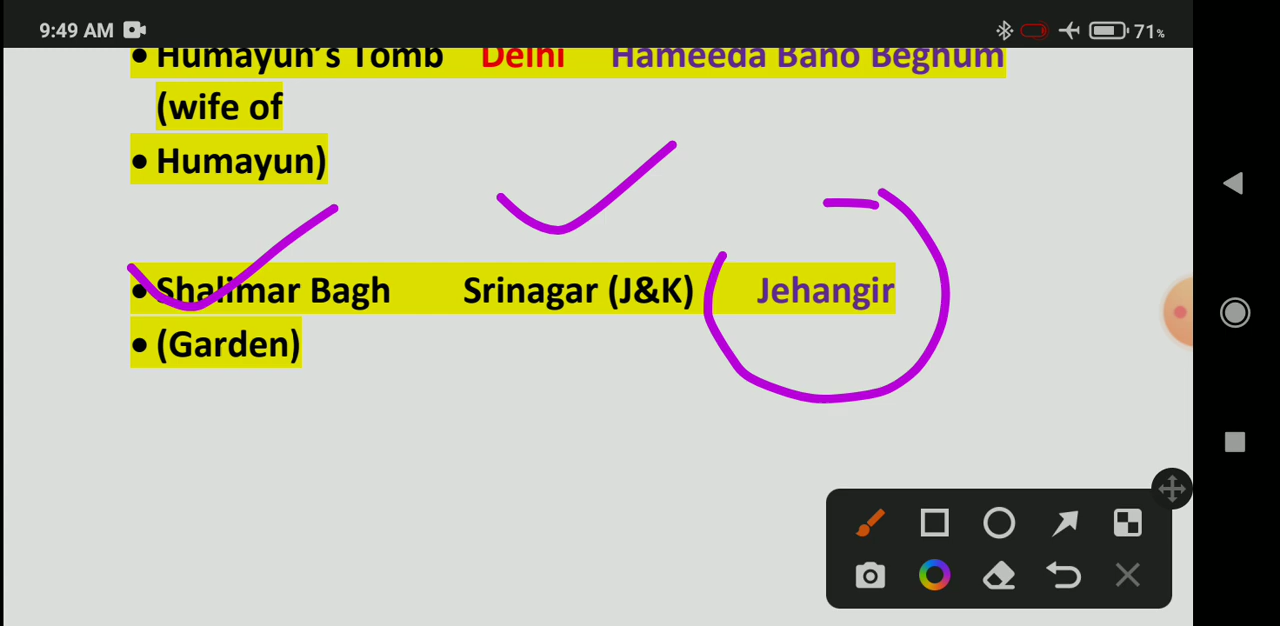 9:49 AM 71%
• Humayun's Tomb Delhi Hameeda Bano Beghum
(wife of
• Humayun)
• Shalimar Bagh Srinagar (J&K) Jehangir
• (Garden)